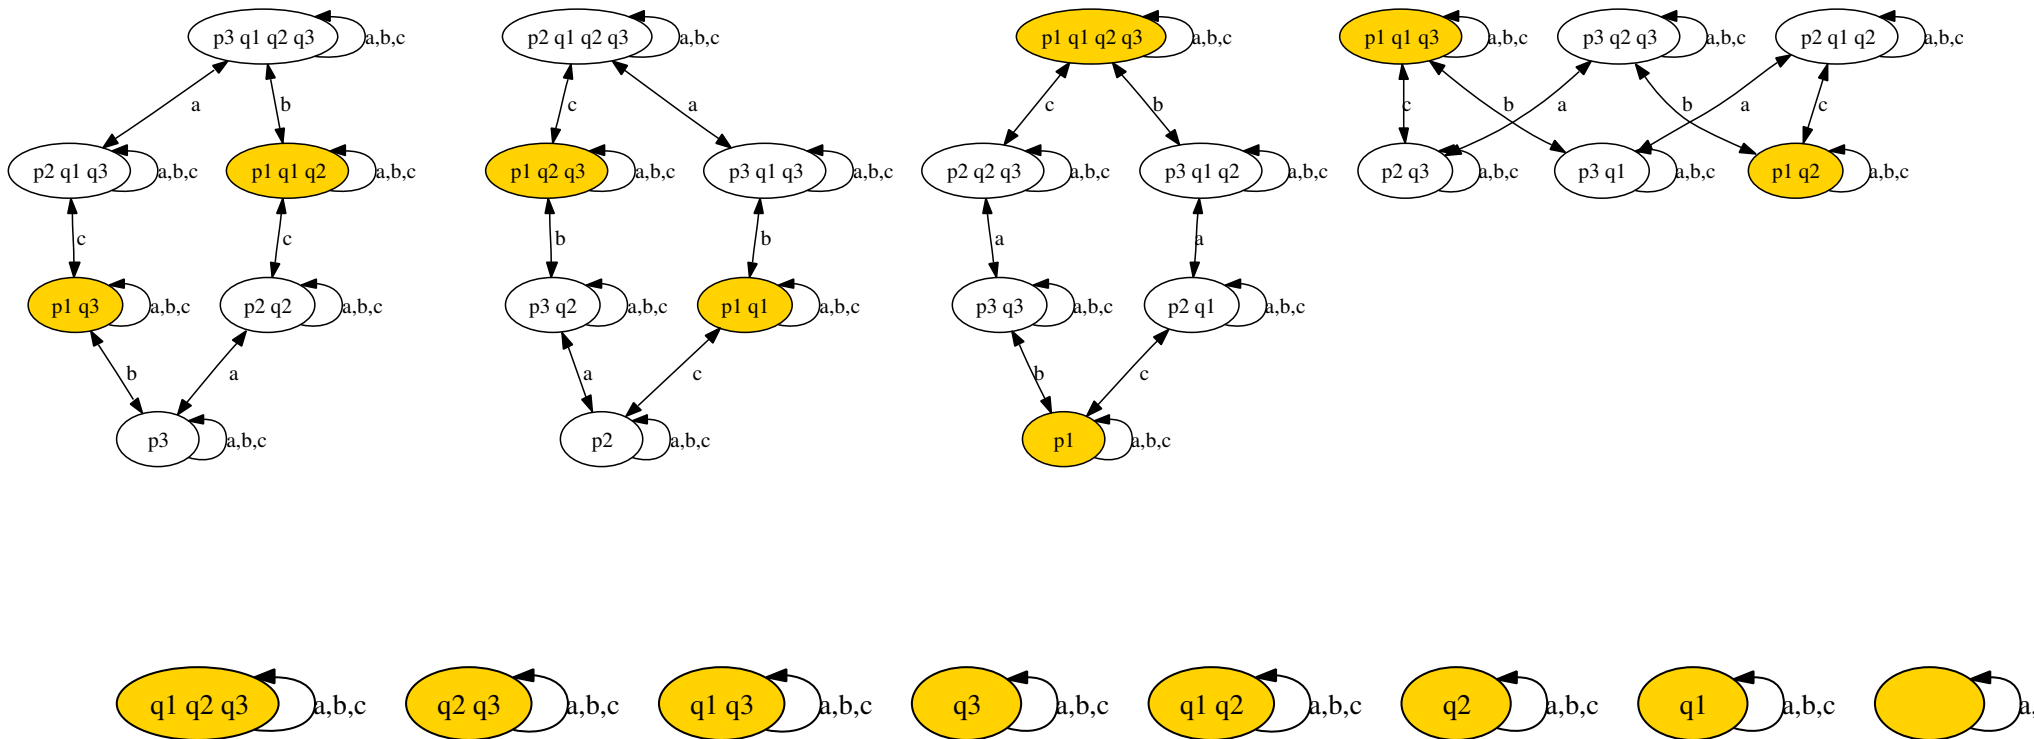 p3 q1 q2 q3 a,b,c p2 q1 q2 q3 a,b,c p1 q1 q2 q3 a,b,c p1 q1 q3 a,b,c p3 q2 q3 a,b,c p2 q1 q2 a,b,c
a b c a c b c b a b a c
p2 q1 q3 a,b,c p1 q1 q2 a,b,c p1 q2 q3 a,b,c p3 q1 q3 a,b,c p2 q2 q3 a,b,c p3 q1 q2 a,b,c p2 q3 a,b,c p3 q1 a,b,c p1 q2 a,b,c
c c b b a a
p1 q3 a,b,c p2 q2 a,b,c p3 q2 a,b,c p1 q1 a,b,c p3 q3 a,b,c p2 q1 a,b,c
b a a c b c
p3 a,b,c p2 a,b,c p1 a,b,c
q1 q2 q3 a,b,c q2 q3 a,b,c q1 q3 a,b,c q3 a,b,c q1 q2 a,b,c q2 a,b,c q1 a,b,c a,